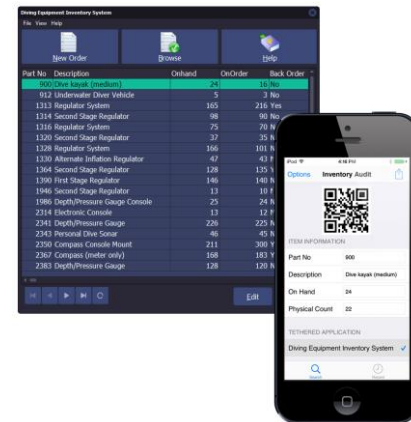 Diving Equipment Inventory System
File View Help
New Order Browse Help
Part No Description Onhand OnOrder Back Order
900 Dive kayak (medium) 24 16 No
912 Underwater Diver Vehicle 5 3 No
1313 Regulator System 165 216 Yes
1314 Second Stage Regulator 98 90 No
1316 Regulator System 75 70 N
1320 Second Stage Regulator 37 35 N
1328 Regulator System 166 101 N
1330 Alternate Inflation Regulator 47 43
1364 Second Stage Regulator 128 135 Y
1390 First Stage Regulator 146 140 N
1946 Second Stage Regulator 13 10
1986 Depth/Pressure Gauge Console 25 24 N
2314 Electronic Console 13 12
2341 Depth/Pressure Gauge 226 225 N
2343 Personal Dive Sonar 46 45 N
2350 Compass Console Mount 211 300 Y
2367 Compass (meter only) 168 183 Y
2383 Depth/Pressure Gauge 128 120 N
Edit
iPod 4:16 PM
Options Inventory Audit
ITEM INFORMATION
Part No 900
Description Dive kayak (medium)
On Hand 24
Physical Count 22
TETHERED APPLICATION
Diving Equipment Inventory System
Search